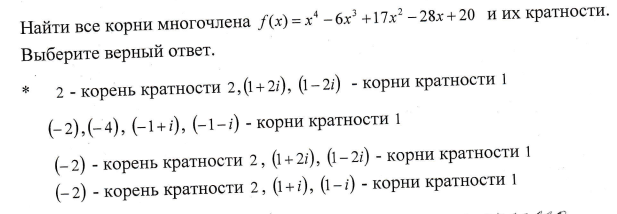 Найти все корни многочлена f(x) = x⁴ − 6x³ + 17x² − 28x + 20 и их кратности.
Выберите верный ответ.
* 2 - корень кратности 2, (1+2i), (1−2i) - корни кратности 1
(−2), (−4), (−1+i), (−1−i) - корни кратности 1
(−2) - корень кратности 2, (1+2i), (1−2i) - корни кратности 1
(−2) - корень кратности 2, (1+i), (1−i) - корни кратности 1